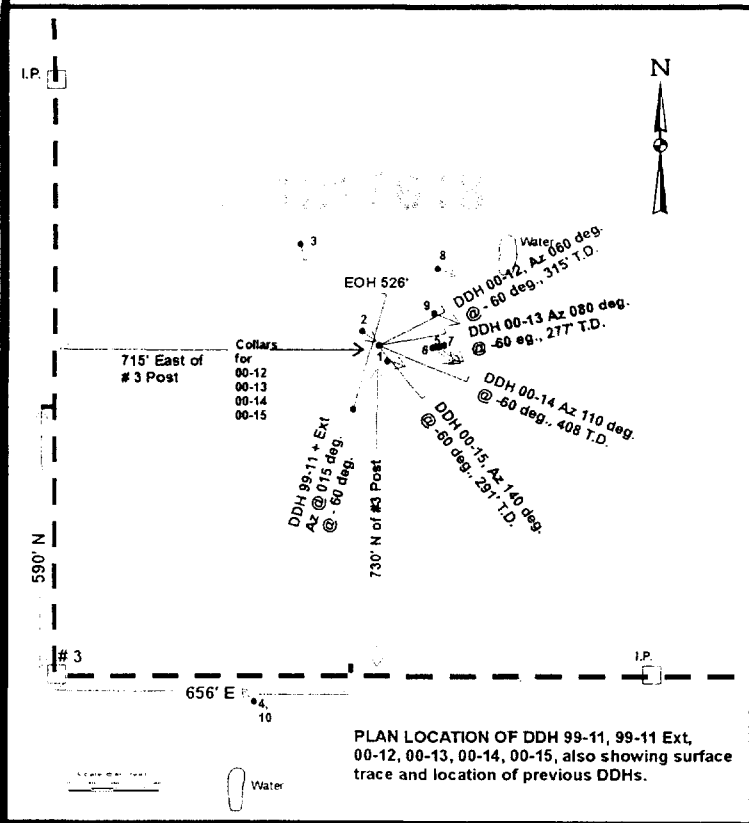 I.P.
N
3
8
Water
EOH 526'
DDH 00-12, Az 060 deg.
@ - 60 deg., 315' T.D.
9
2
DDH 00-13 Az 080 deg.
@ -60 eg., 277' T.D.
5
6
7
1
715' East of
# 3 Post
Collars
for
00-12
00-13
00-14
00-15
DDH 00-14 Az 110 deg.
@ -60 deg., 408 T.D.
DDH 00-15, Az 140 deg.
@ -60 deg., 291' T.D.
DDH 99-11 + Ext
Az @ 015 deg.
@ - 60 deg.
730' N of #3 Post
590' N
# 3
I.P.
656' E
4,
10
PLAN LOCATION OF DDH 99-11, 99-11 Ext,
00-12, 00-13, 00-14, 00-15, also showing surface
trace and location of previous DDHs.
Water